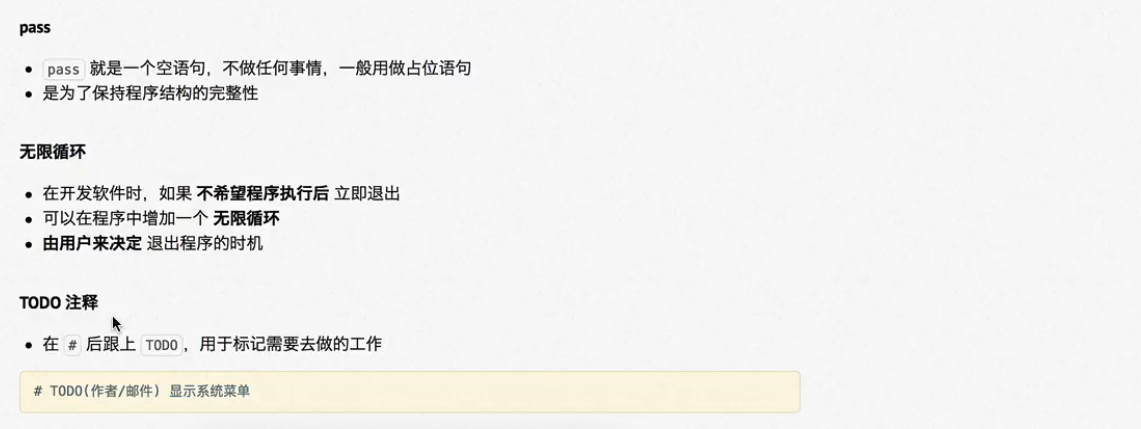 pass
pass 就是一个空语句，不做任何事情，一般用做占位语句
是为了保持程序结构的完整性
无限循环
在开发软件时，如果 不希望程序执行后 立即退出
可以在程序中增加一个 无限循环
由用户来决定 退出程序的时机
TODO 注释
在 # 后跟上 TODO，用于标记需要去做的工作
# TODO(作者/邮件) 显示系统菜单